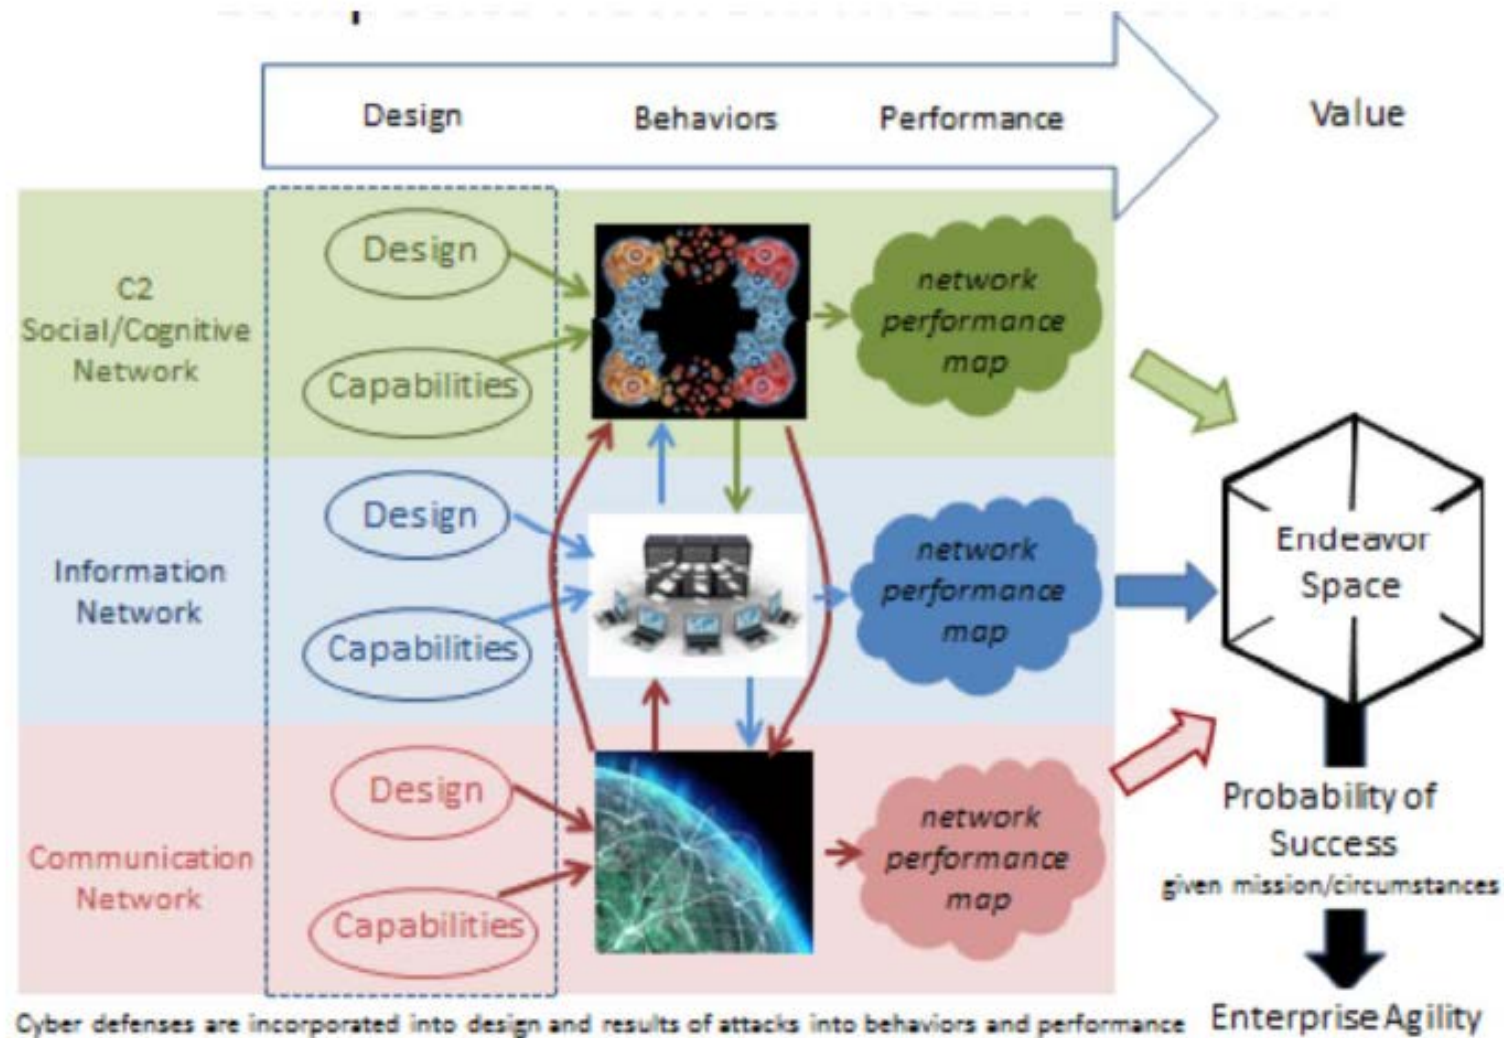 Design
Behaviors
Performance
Value
C2
Social/Cognitive
Network
Design
Capabilities
network
performance
map
Information
Network
Design
Capabilities
network
performance
map
Communication
Network
Design
Capabilities
network
performance
map
Endeavor
Space
Probability of
Success
given mission/circumstances
Enterprise Agility
Cyber defenses are incorporated into design and results of attacks into behaviors and performance